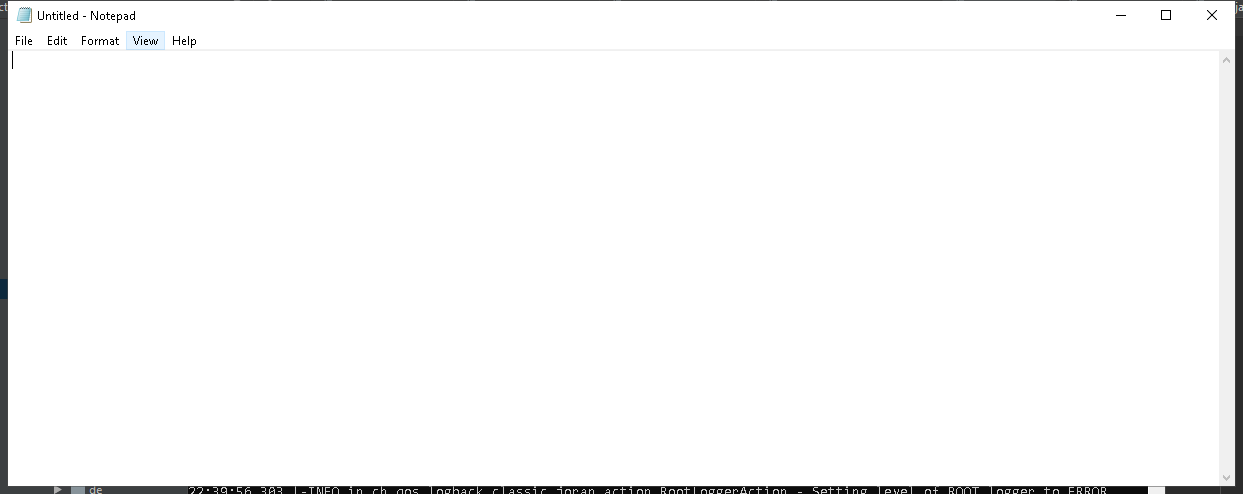 Untitled - Notepad
File Edit Format View Help
de
22:39:56,303 |-INFO in ch.qos.logback.classic.joran.action.RootLoggerAction - Setting level of ROOT logger to ERROR